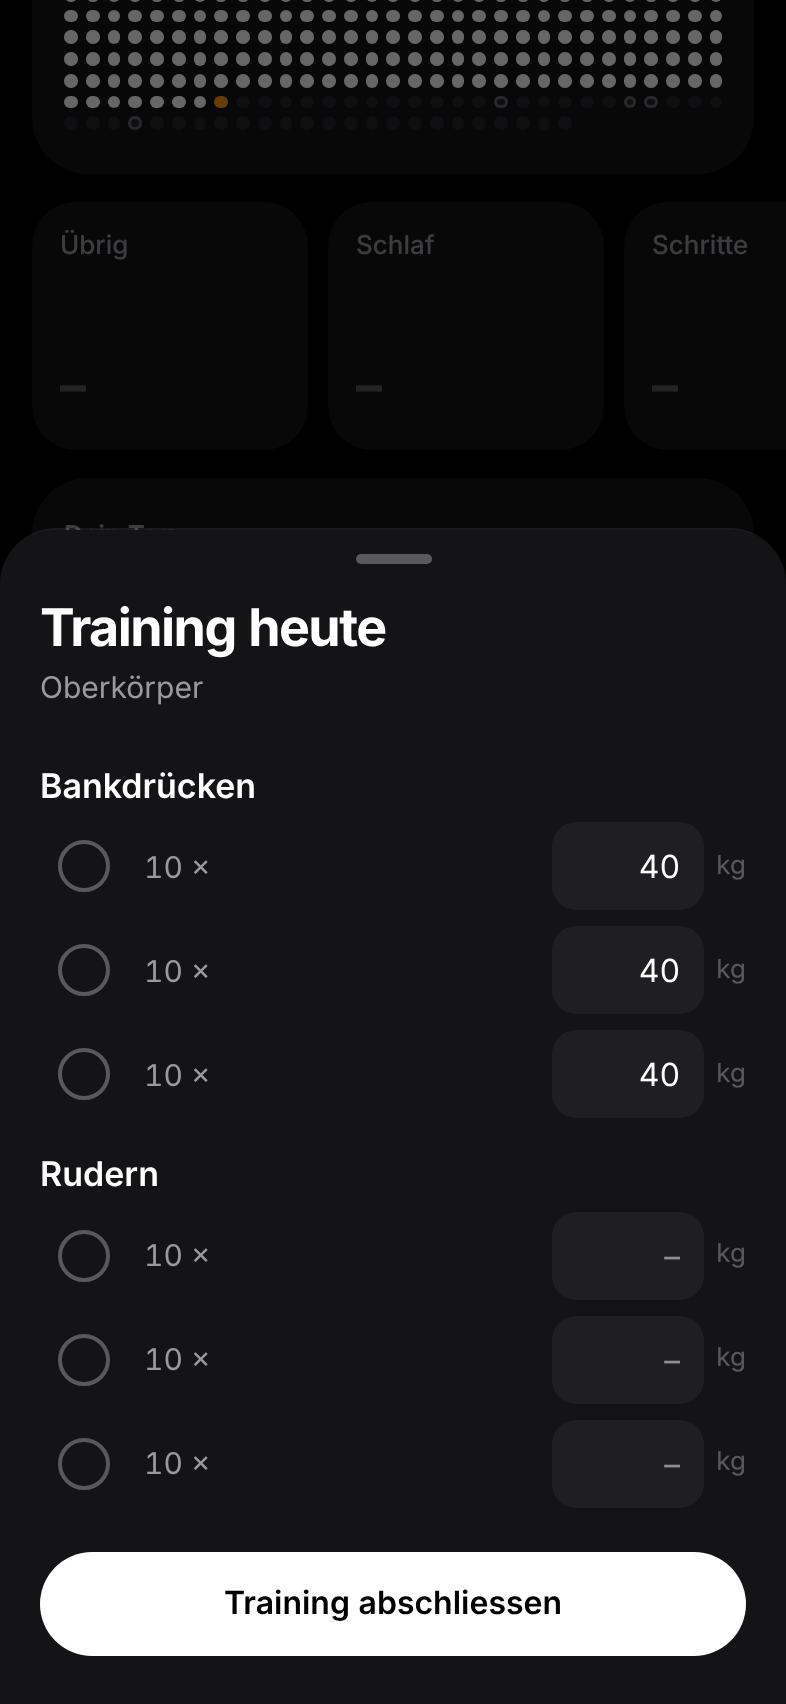 Übrig
Schlaf
Schritte
–
–
–
Training heute
Oberkörper
Bankdrücken
10 × 40 kg
10 × 40 kg
10 × 40 kg
Rudern
10 × – kg
10 × – kg
10 × – kg
Training abschliessen